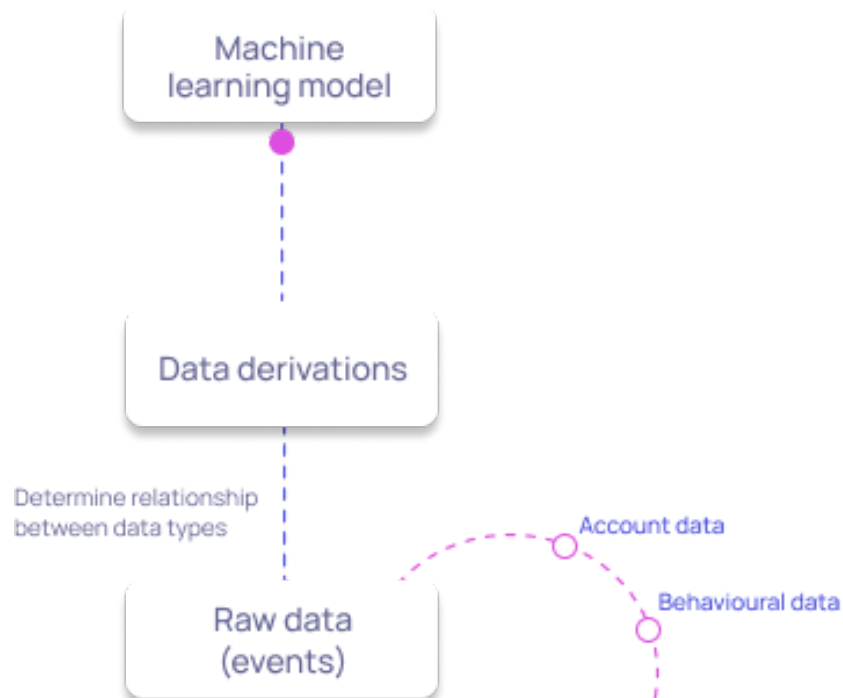 Machine
learning model
Data derivations
Determine relationship
between data types
Account data
Behavioural data
Raw data
(events)